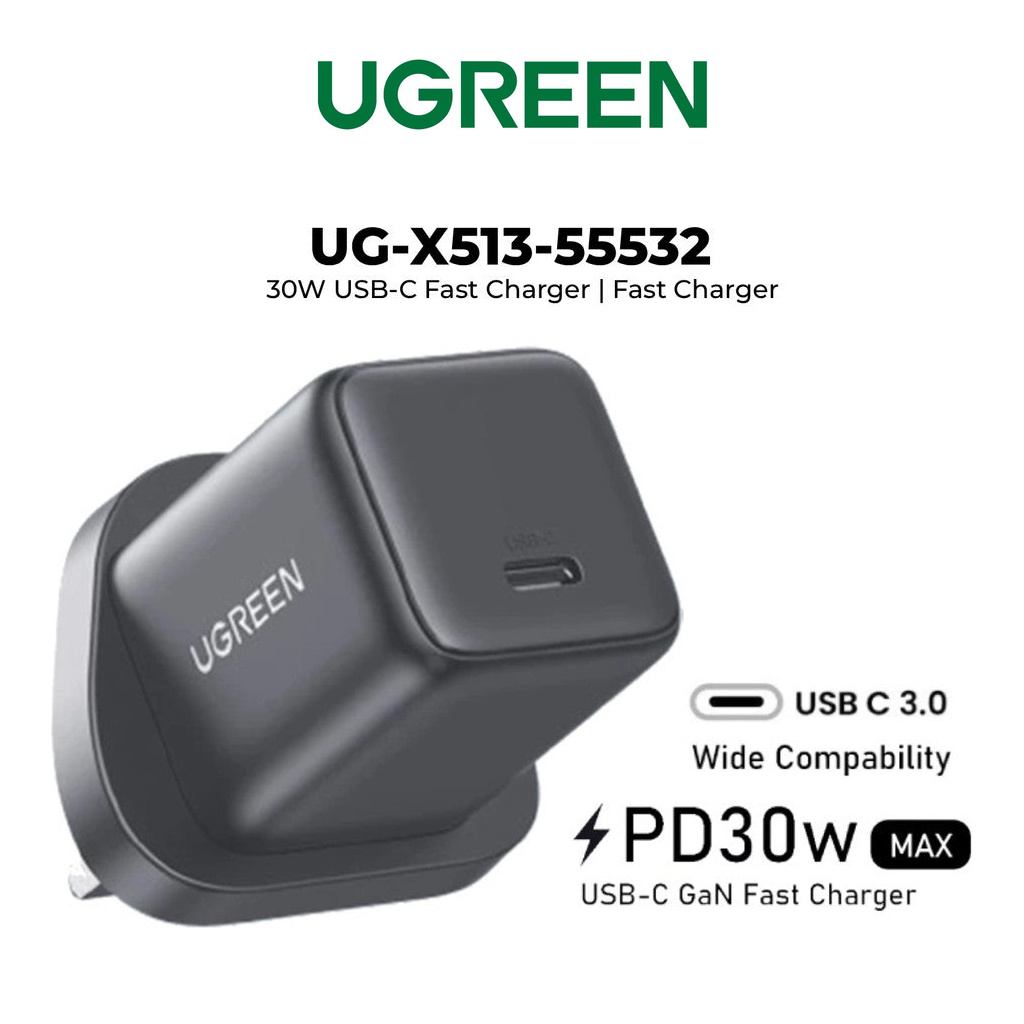 UGREEN
UG-X513-55532
30W USB-C Fast Charger | Fast Charger
USB-C
UGREEN
USB C 3.0
Wide Compability
PD30W MAX
USB-C GaN Fast Charger